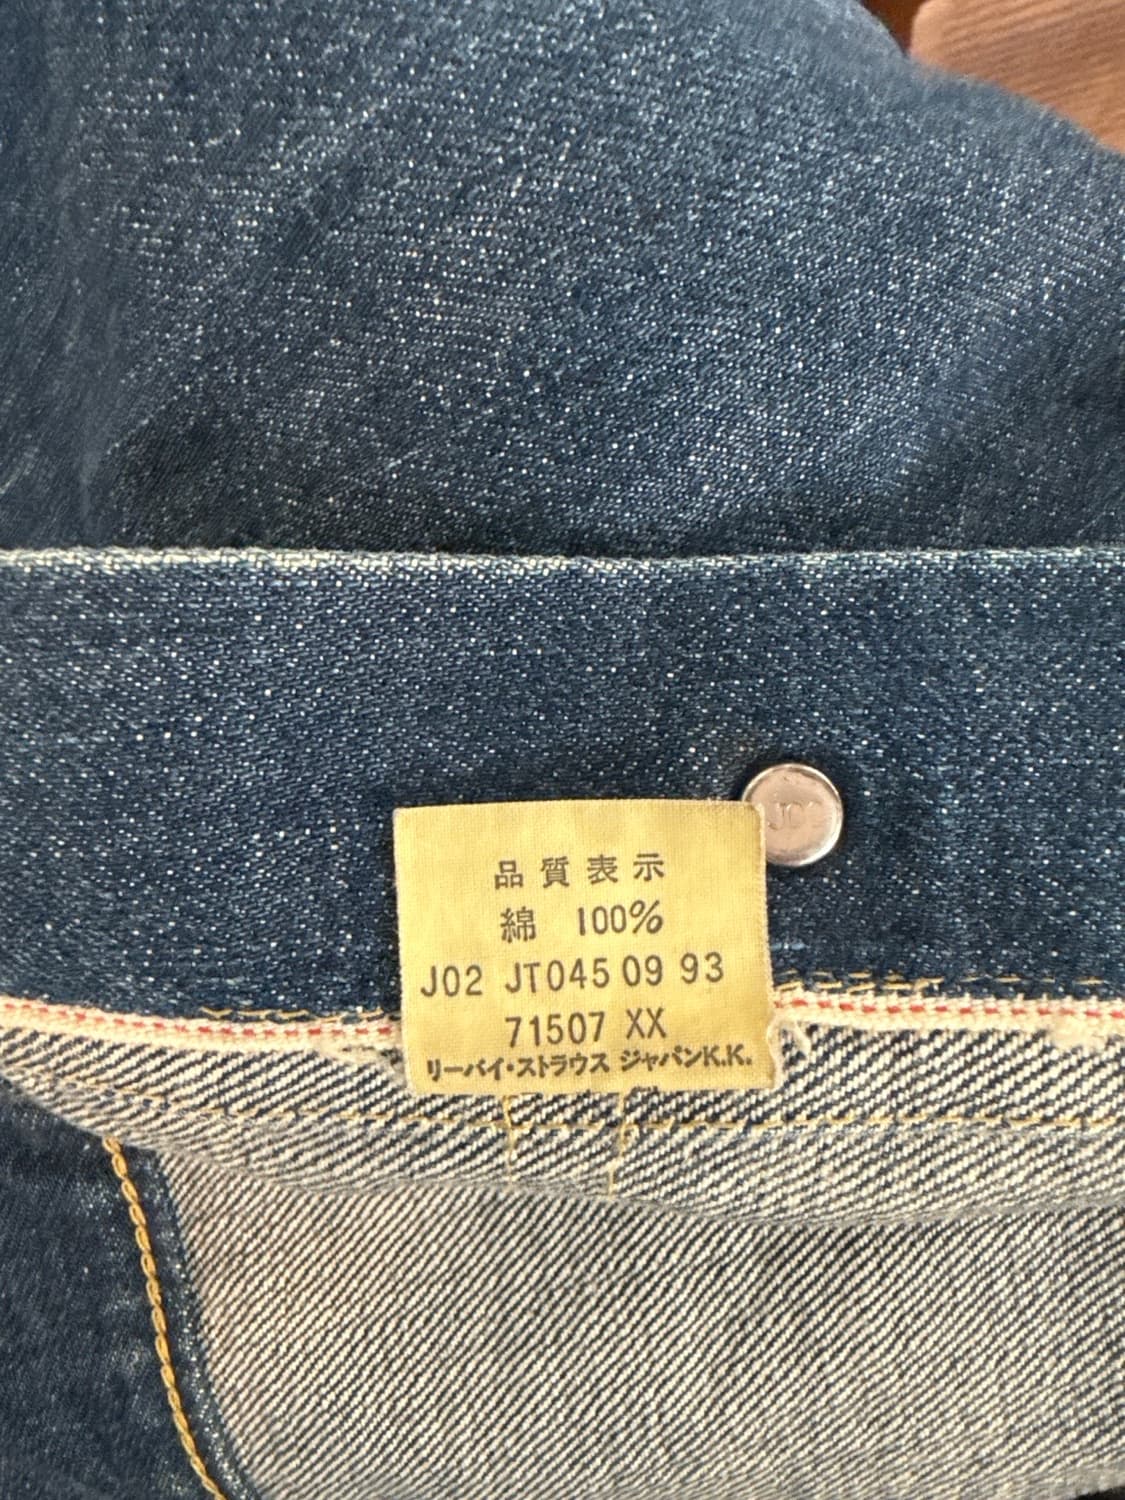 J02
品質表示
綿 100%
J02 JT045 09 93
71507 XX
リーバイ・ストラウス ジャパンK.K.